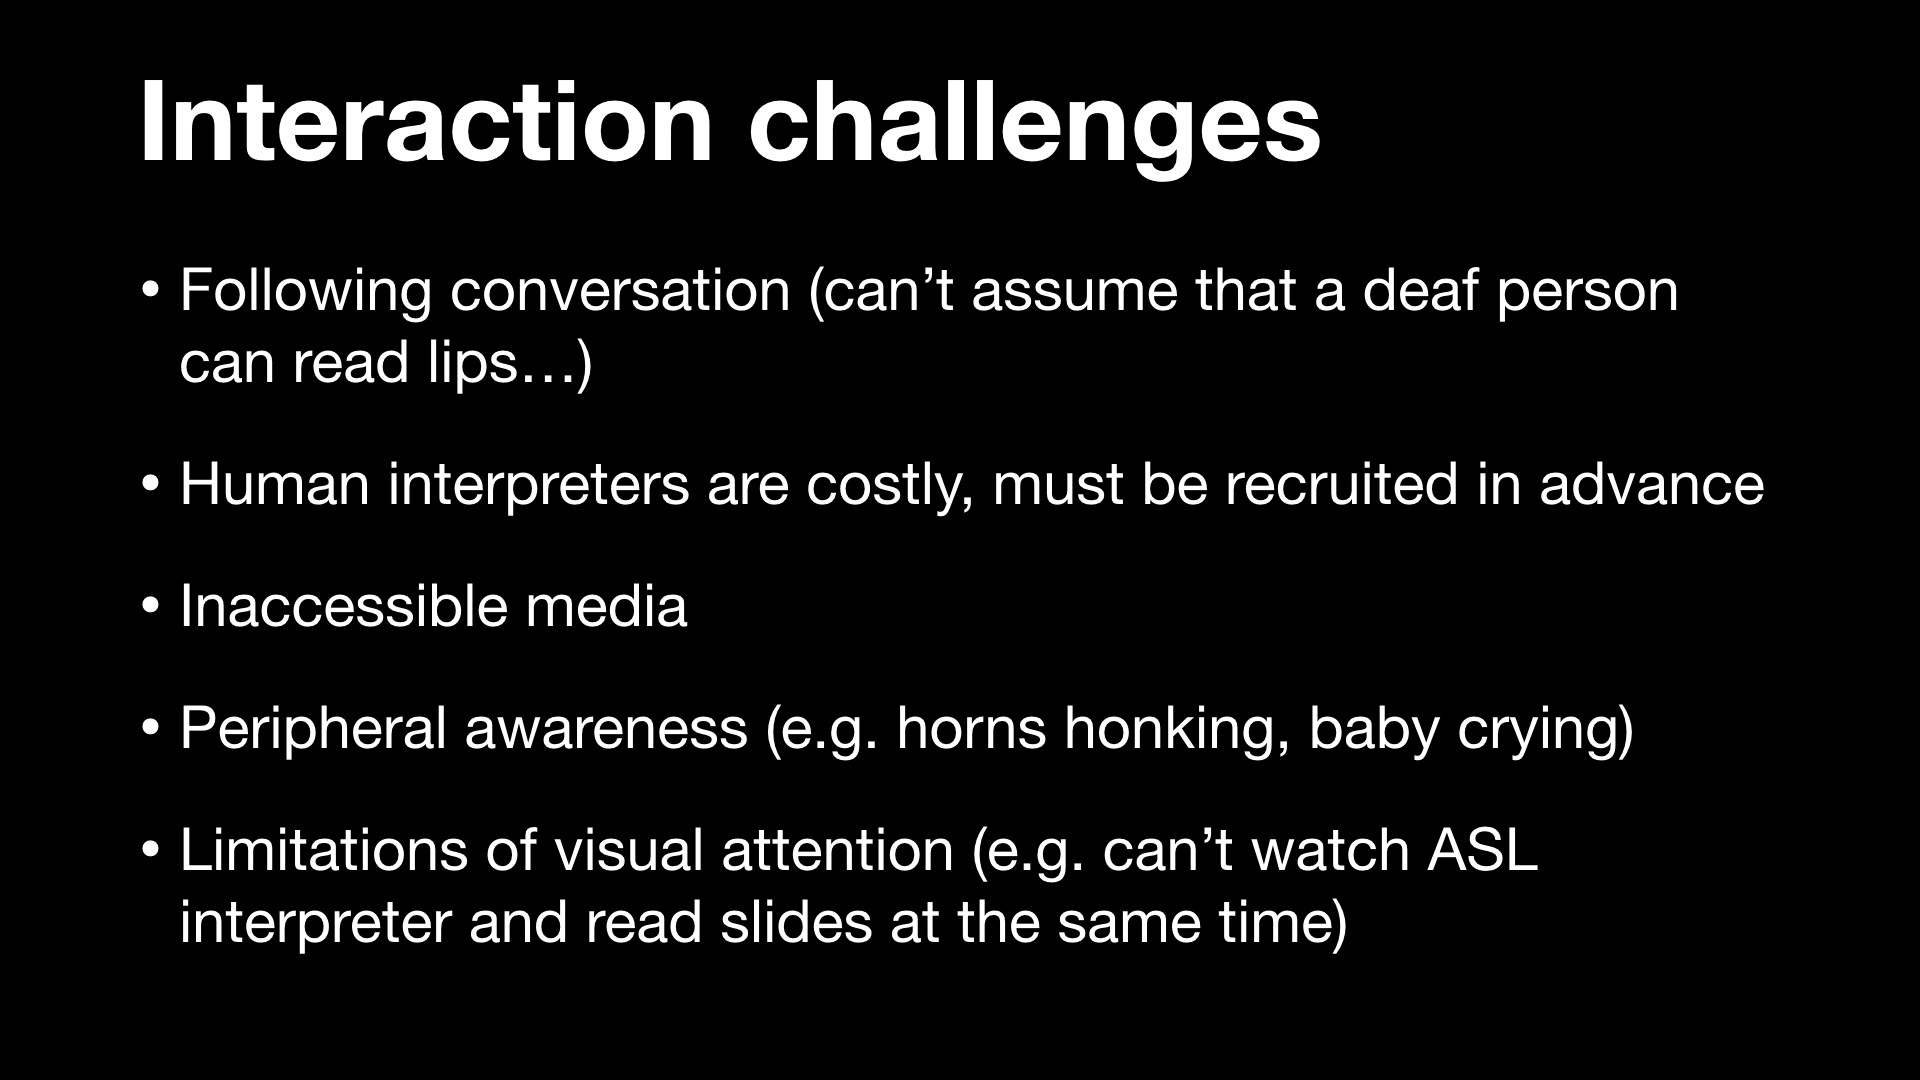 Interaction challenges
• Following conversation (can’t assume that a deaf person
can read lips…)
• Human interpreters are costly, must be recruited in advance
• Inaccessible media
• Peripheral awareness (e.g. horns honking, baby crying)
• Limitations of visual attention (e.g. can’t watch ASL
interpreter and read slides at the same time)